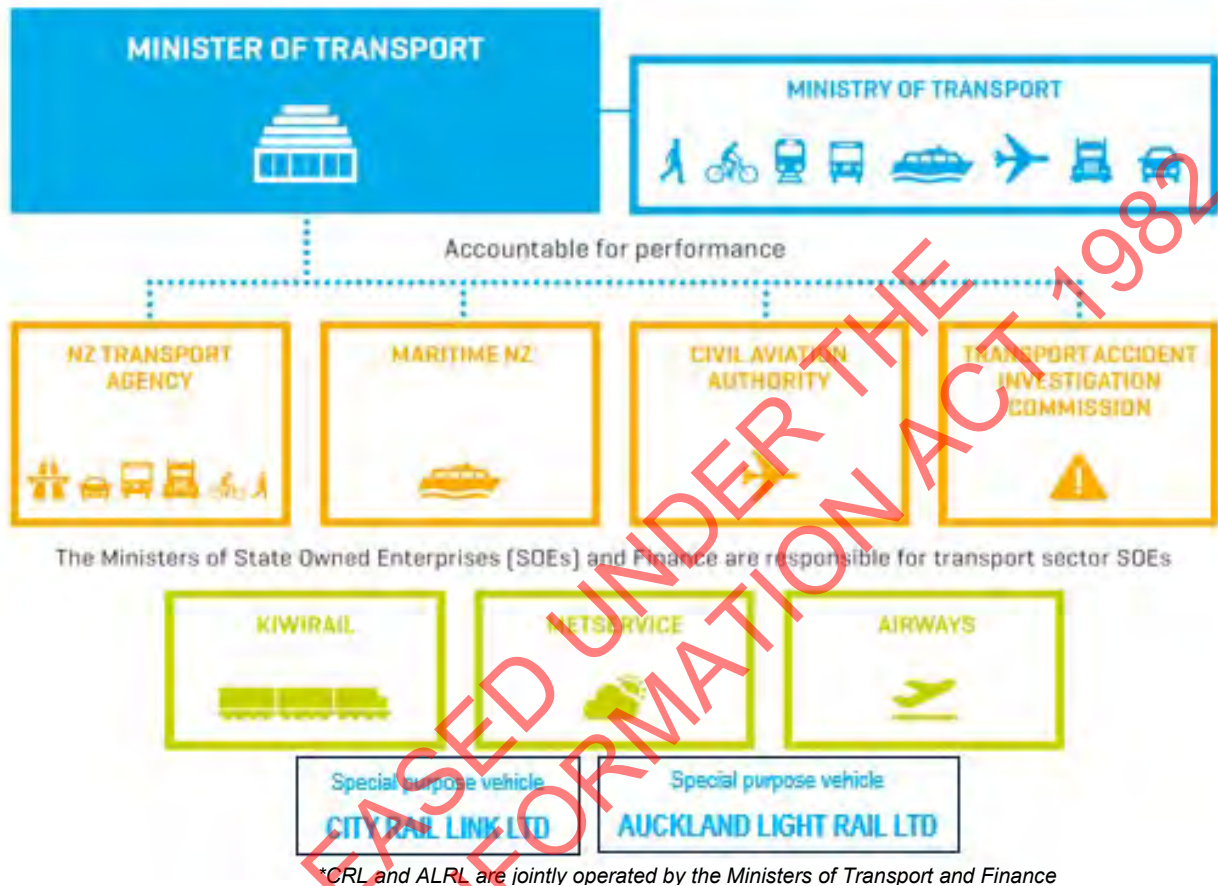 MINISTER OF TRANSPORT
MINISTRY OF TRANSPORT
Accountable for performance
NZ TRANSPORT
AGENCY
MARITIME NZ
CIVIL AVIATION
AUTHORITY
TRANSPORT ACCIDENT
INVESTIGATION
COMMISSION
The Ministers of State Owned Enterprises (SOEs) and Finance are responsible for transport sector SOEs
KIWIRAIL
METSERVICE
AIRWAYS
Special purpose vehicle
CITY RAIL LINK LTD
Special purpose vehicle
AUCKLAND LIGHT RAIL LTD
*CRL and ALRL are jointly operated by the Ministers of Transport and Finance
EASED UNDER THE
FORMATION ACT 1982